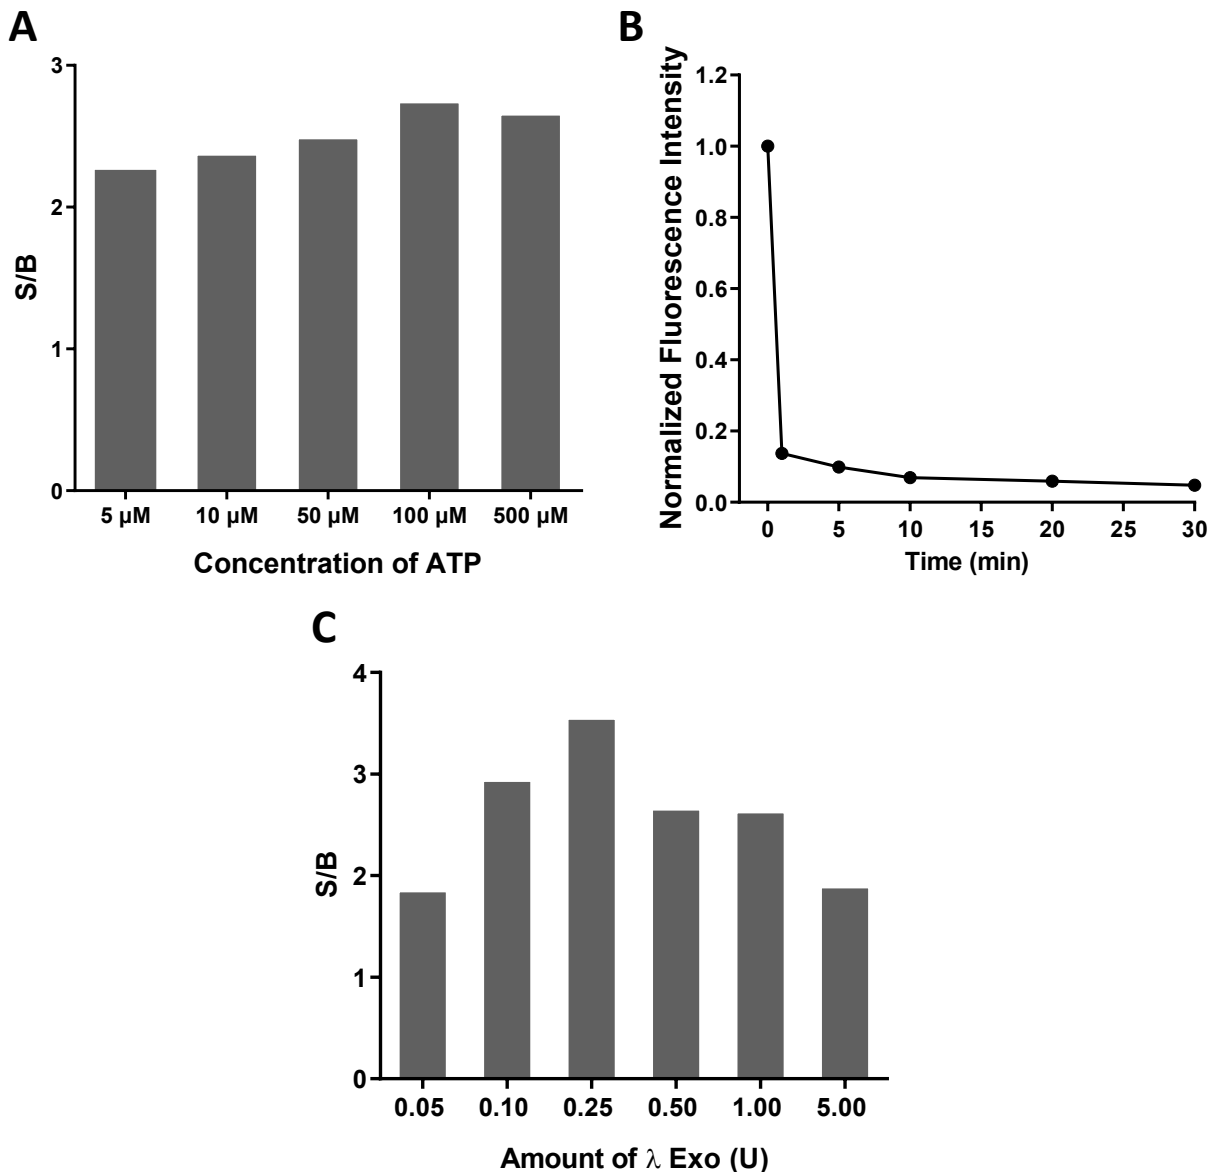 A
S/B
3
2
1
0
5 µM 10 µM 50 µM 100 µM 500 µM
Concentration of ATP
B
Normalized Fluorescence Intensity
1.2
1.0
0.8
0.6
0.4
0.2
0.0
0 5 10 15 20 25 30
Time (min)
C
S/B
4
3
2
1
0
0.05 0.10 0.25 0.50 1.00 5.00
Amount of λ Exo (U)